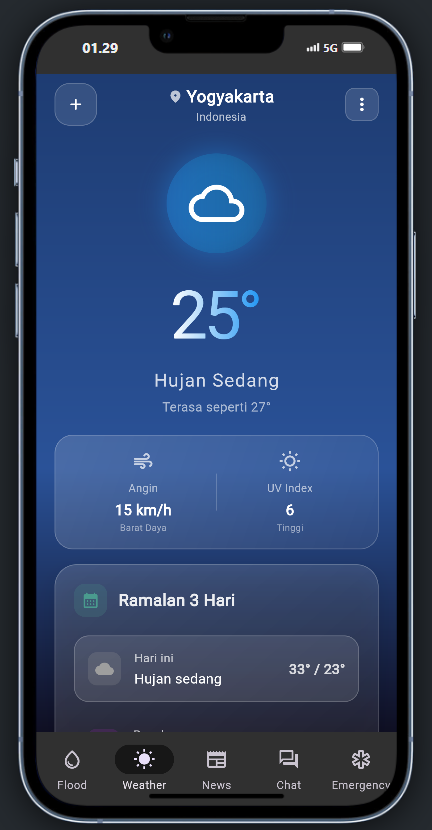 01.29
5G
Yogyakarta
Indonesia
25°
Hujan Sedang
Terasa seperti 27°
Angin
UV Index
15 km/h
6
Barat Daya
Tinggi
Ramalan 3 Hari
Hari ini
Hujan sedang
33° / 23°
Flood
Weather
News
Chat
Emergency